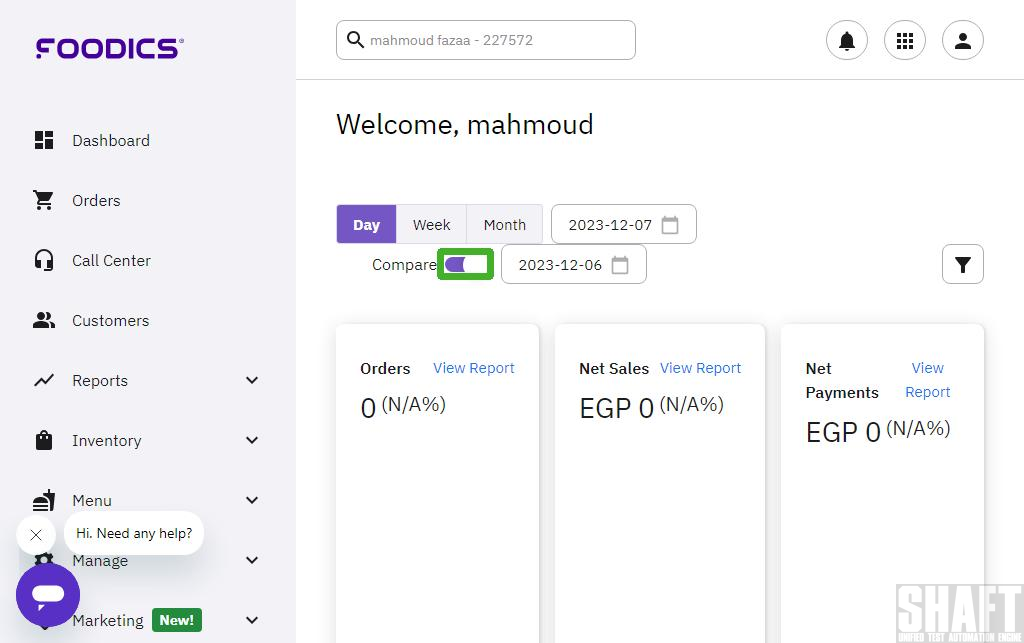 FOODICS
mahmoud fazaa - 227572
Dashboard
Orders
Call Center
Customers
Reports
Inventory
Menu
Hi. Need any help?
Manage
Marketing New!
Welcome, mahmoud
Day Week Month 2023-12-07
Compare 2023-12-06
Orders View Report
0 (N/A%)
Net Sales View Report
EGP 0 (N/A%)
Net Payments
View Report
EGP 0 (N/A%)
SHAFT
UNIFIED TEST AUTOMATION ENGINE